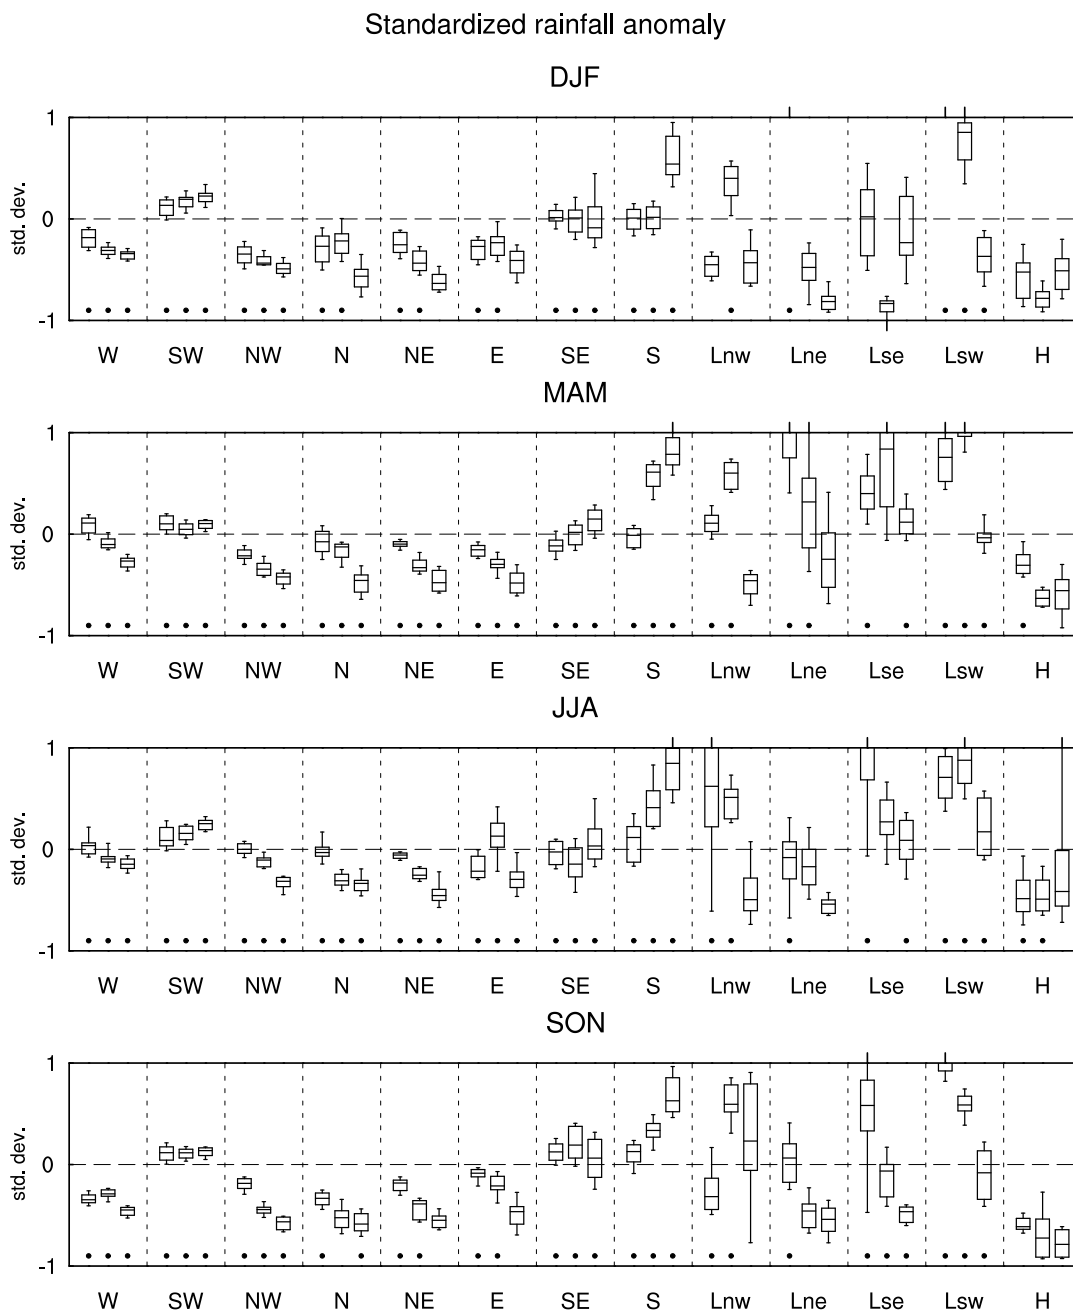 Standardized rainfall anomaly
DJF
1
std. dev.
0
-1
W SW NW N NE E SE S Lnw Lne Lse Lsw H
MAM
1
std. dev.
0
-1
W SW NW N NE E SE S Lnw Lne Lse Lsw H
JJA
1
std. dev.
0
-1
W SW NW N NE E SE S Lnw Lne Lse Lsw H
SON
1
std. dev.
0
-1
W SW NW N NE E SE S Lnw Lne Lse Lsw H